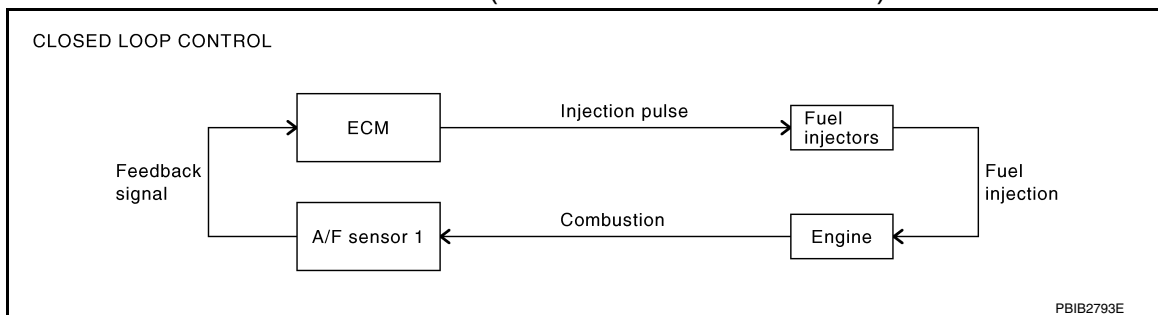 CLOSED LOOP CONTROL
ECM
Injection pulse
Fuel
injectors
Feedback
signal
Fuel
injection
A/F sensor 1
Combustion
Engine
PBIB2793E